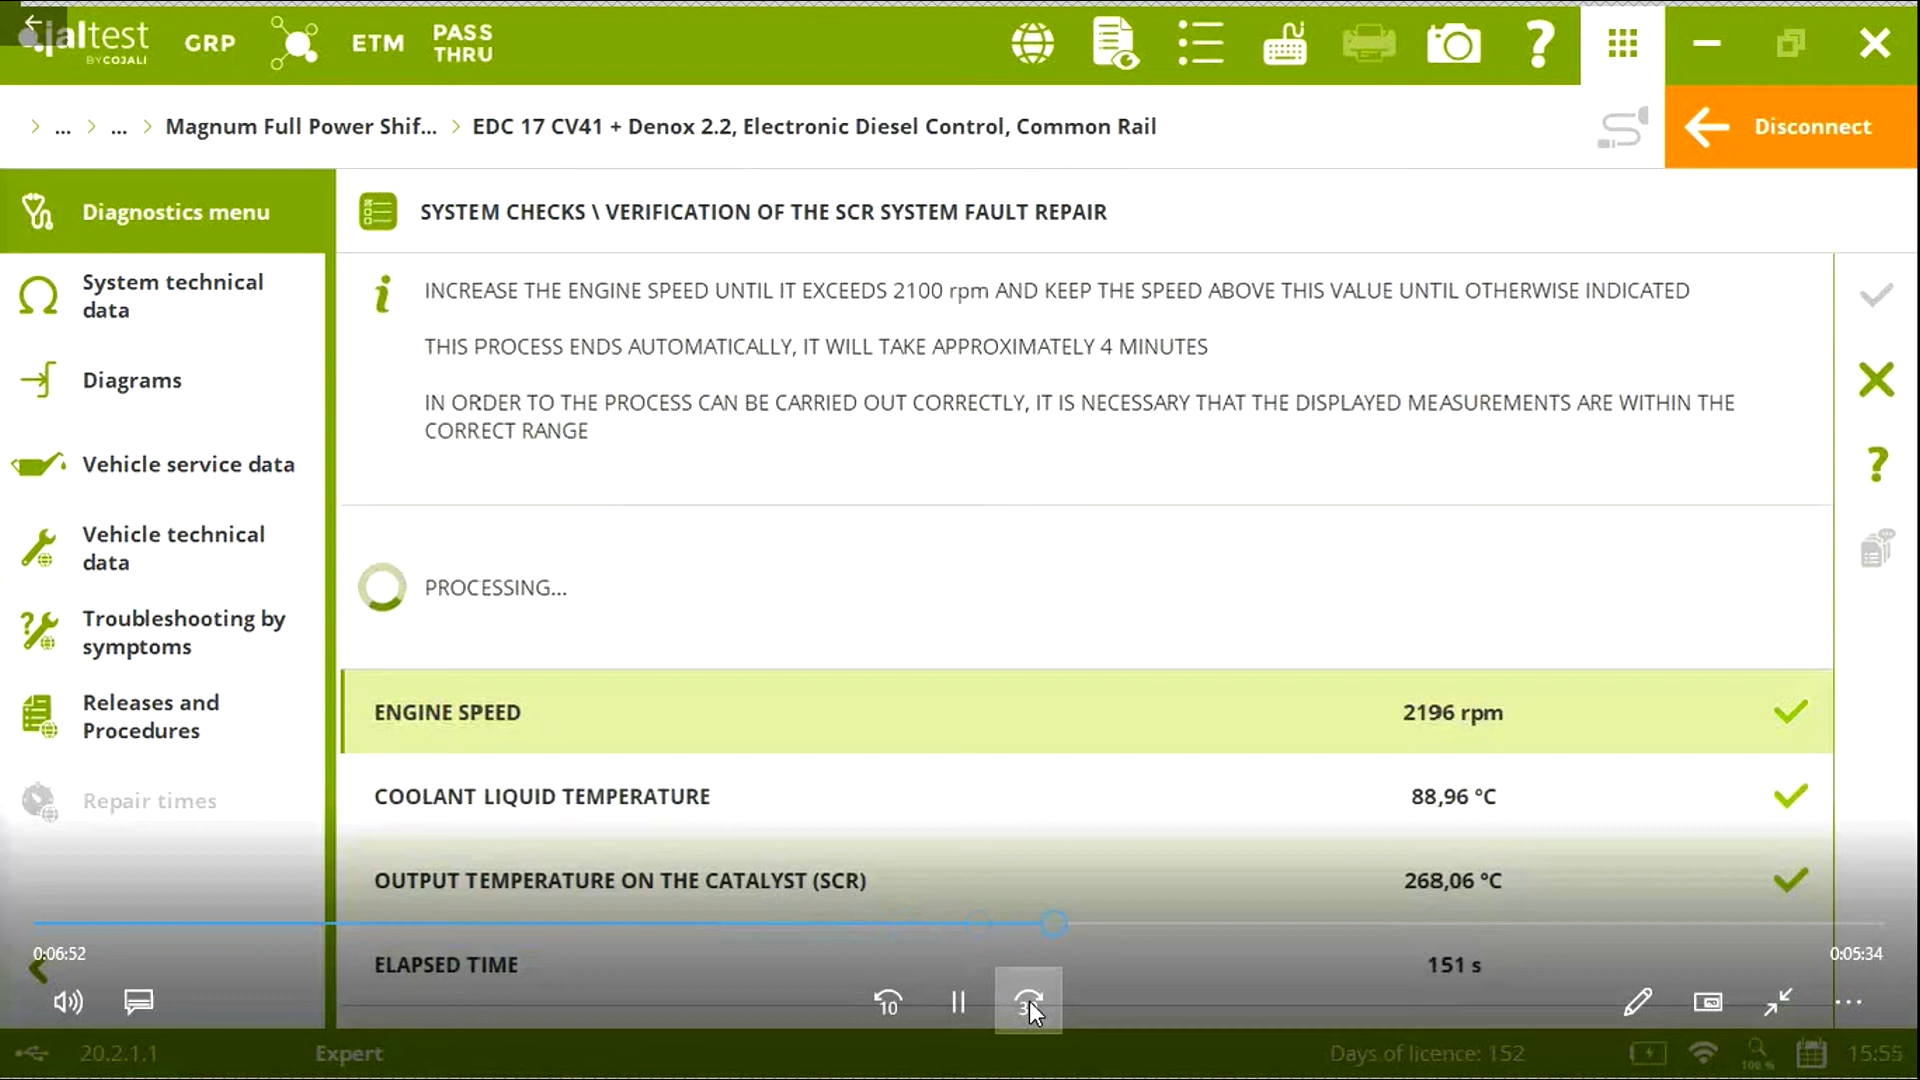 jaltest
BY COJALI
GRP
ETM
PASS
THRU
...
...
Magnum Full Power Shif...
EDC 17 CV41 + Denox 2.2, Electronic Diesel Control, Common Rail
Disconnect
Diagnostics menu
System technical
data
Diagrams
Vehicle service data
Vehicle technical
data
Troubleshooting by
symptoms
Releases and
Procedures
Repair times
SYSTEM CHECKS \ VERIFICATION OF THE SCR SYSTEM FAULT REPAIR
INCREASE THE ENGINE SPEED UNTIL IT EXCEEDS 2100 rpm AND KEEP THE SPEED ABOVE THIS VALUE UNTIL OTHERWISE INDICATED
THIS PROCESS ENDS AUTOMATICALLY, IT WILL TAKE APPROXIMATELY 4 MINUTES
IN ORDER TO THE PROCESS CAN BE CARRIED OUT CORRECTLY, IT IS NECESSARY THAT THE DISPLAYED MEASUREMENTS ARE WITHIN THE
CORRECT RANGE
PROCESSING...
ENGINE SPEED 2196 rpm
COOLANT LIQUID TEMPERATURE 88,96 °C
OUTPUT TEMPERATURE ON THE CATALYST (SCR) 268,06 °C
ELAPSED TIME 151 s
0:06:52
0:05:34
10
20.2.1.1
Expert
Days of licence: 152
100 %
15:55